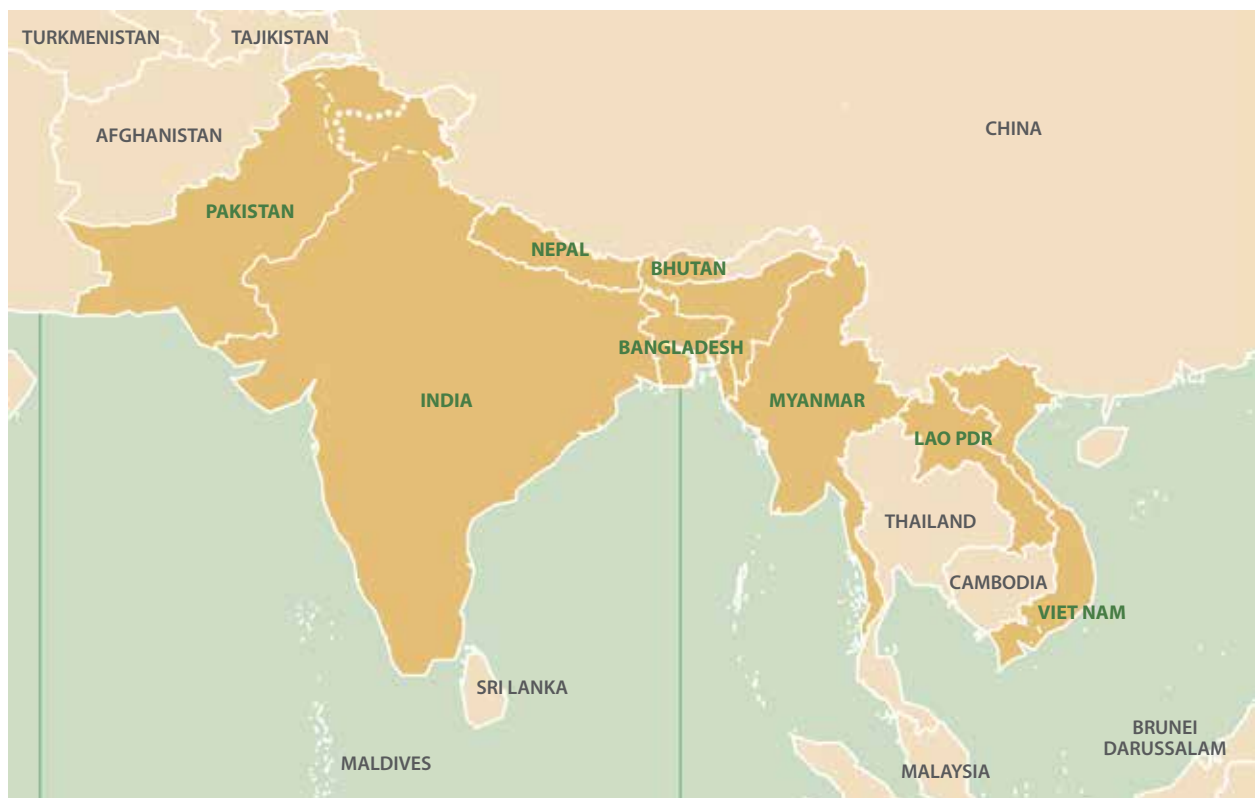 TURKMENISTAN
TAJIKISTAN
AFGHANISTAN
CHINA
PAKISTAN
NEPAL
BHUTAN
BANGLADESH
INDIA
MYANMAR
LAO PDR
THAILAND
CAMBODIA
VIET NAM
SRI LANKA
MALDIVES
BRUNEI
DARUSSALAM
MALAYSIA